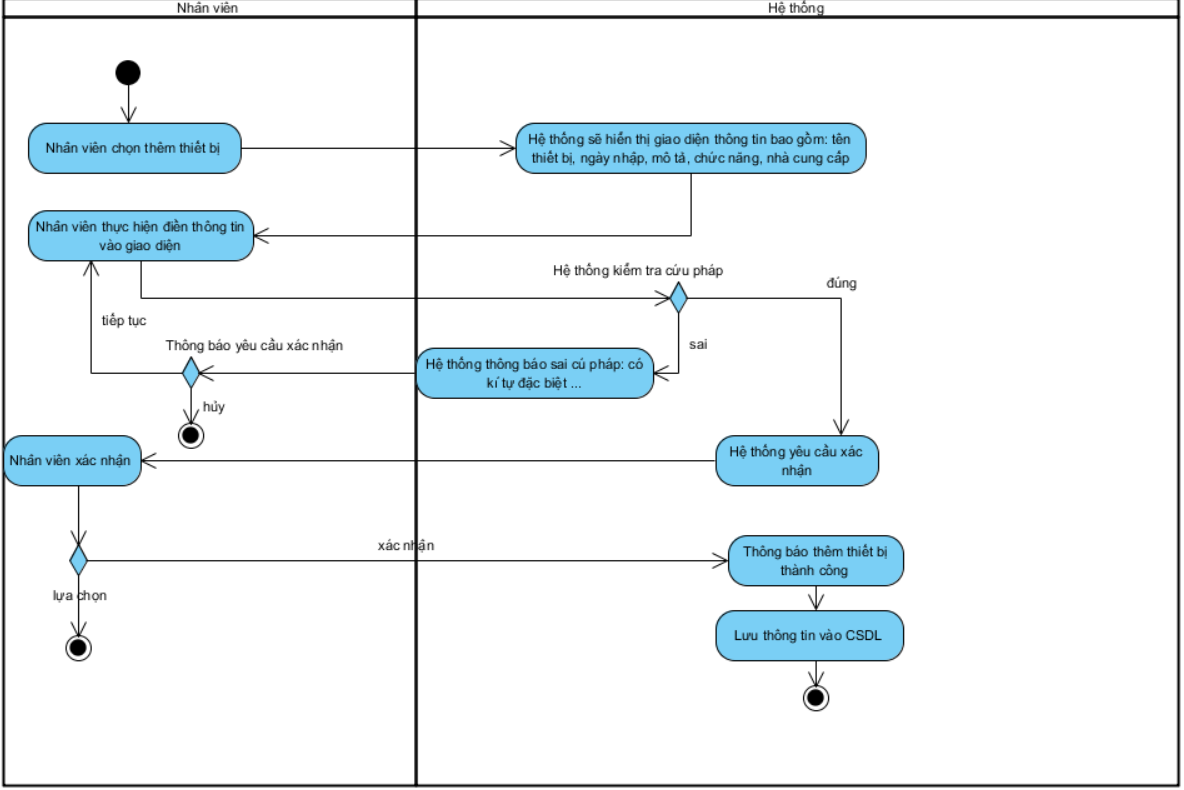 Nhân viên
Hệ thống
Nhân viên chọn thêm thiết bị
Hệ thống sẽ hiển thị giao diện thông tin bao gồm: tên
thiết bị, ngày nhập, mô tả, chức năng, nhà cung cấp
Nhân viên thực hiện điền thông tin
vào giao diện
Hệ thống kiểm tra cứu pháp
đúng
tiếp tục
sai
Thông báo yêu cầu xác nhận
Hệ thống thông báo sai cú pháp: có
kí tự đặc biệt ...
hủy
Nhân viên xác nhận
Hệ thống yêu cầu xác
nhận
xác nhận
Thông báo thêm thiết bị
thành công
lựa chọn
Lưu thông tin vào CSDL